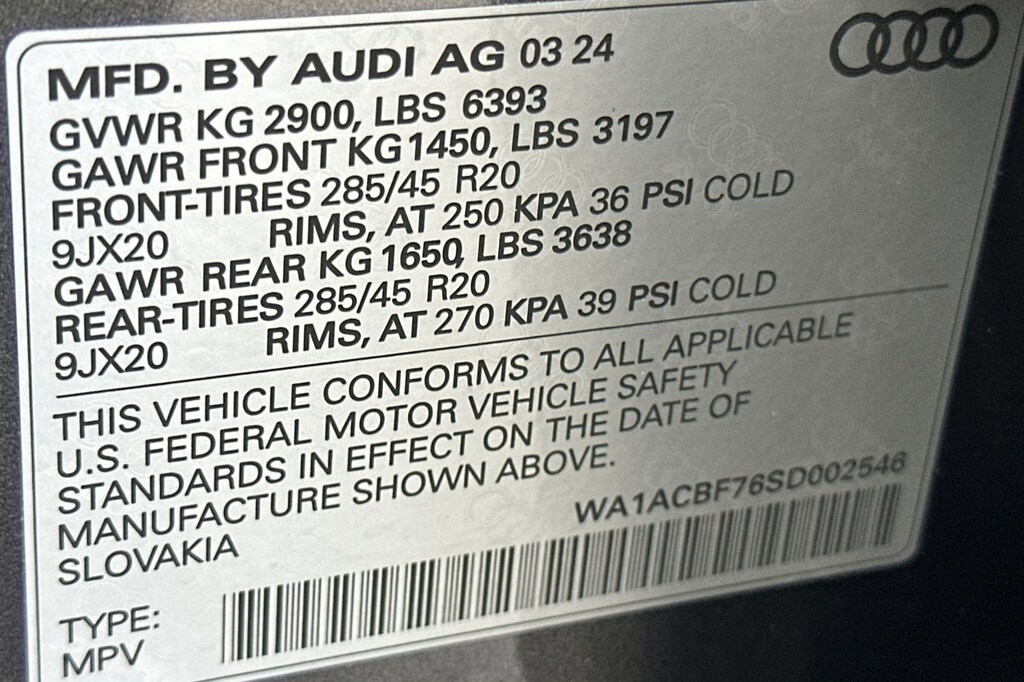 MFD. BY AUDI AG 03 24
GVWR KG 2900, LBS 6393
GAWR FRONT KG 1450, LBS 3197
FRONT-TIRES 285/45 R20
9JX20 RIMS, AT 250 KPA 36 PSI COLD
GAWR REAR KG 1650, LBS 3638
REAR-TIRES 285/45 R20
9JX20 RIMS, AT 270 KPA 39 PSI COLD
THIS VEHICLE CONFORMS TO ALL APPLICABLE
U.S. FEDERAL MOTOR VEHICLE SAFETY
STANDARDS IN EFFECT ON THE DATE OF
MANUFACTURE SHOWN ABOVE.
SLOVAKIA WA1ACBF76SD002546
TYPE:
MPV